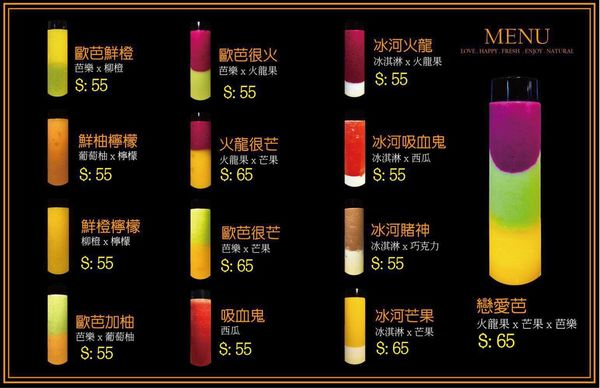 MENU
LOVE . HAPPY . FRESH . ENJOY . NATURAL
歐芭鮮橙
芭樂 x 柳橙
S: 55
鮮柚檸檬
葡萄柚 x 檸檬
S: 55
鮮橙檸檬
柳橙 x 檸檬
S: 55
歐芭加柚
芭樂 x 葡萄柚
S: 55
歐芭很火
芭樂 x 火龍果
S: 55
火龍很芒
火龍果 x 芒果
S: 65
歐芭很芒
芭樂 x 芒果
S: 65
吸血鬼
西瓜
S: 55
冰河火龍
冰淇淋 x 火龍果
S: 55
冰河吸血鬼
冰淇淋 x 西瓜
S: 55
冰河賭神
冰淇淋 x 巧克力
S: 55
冰河芒果
冰淇淋 x 芒果
S: 65
戀愛芭
火龍果 x 芒果 x 芭樂
S: 65